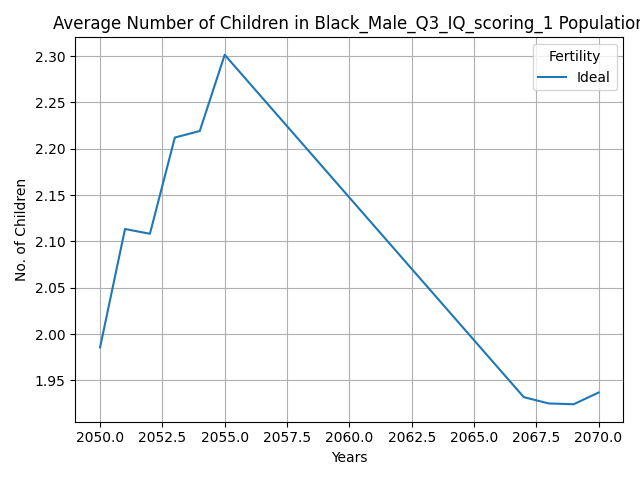 Average Number of Children in Black_Male_Q3_IQ_scoring_1 Population
Fertility
Ideal
No. of Children
2.30
2.25
2.20
2.15
2.10
2.05
2.00
1.95
2050.0 2052.5 2055.0 2057.5 2060.0 2062.5 2065.0 2067.5 2070.0
Years